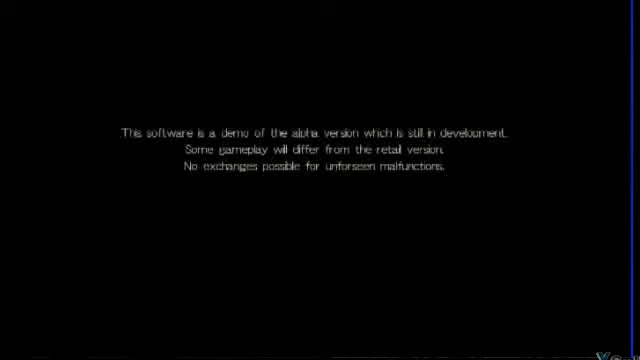 This software is a demo of the alpha version which is still in development.
Some gameplay will differ from the retail version.
No exchanges possible for unforseen malfunctions.